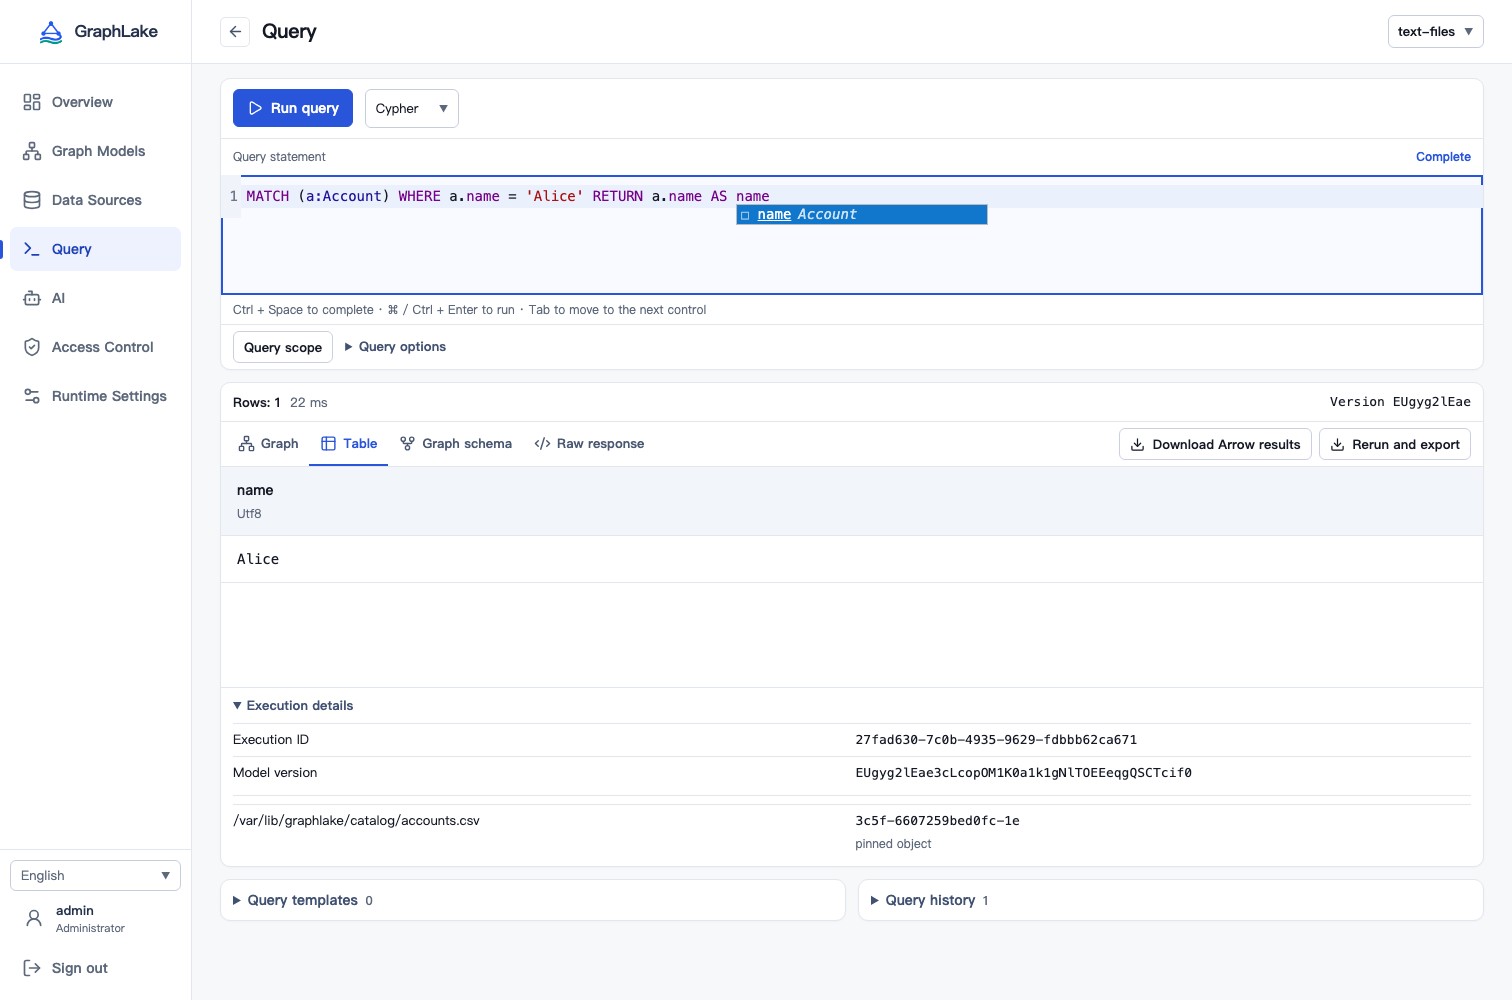 GraphLake
Query
text-files
Overview
Graph Models
Data Sources
Query
AI
Access Control
Runtime Settings
English
admin
Administrator
Sign out
Run query
Cypher
Query statement
Complete
1 MATCH (a:Account) WHERE a.name = 'Alice' RETURN a.name AS name
name Account
Ctrl + Space to complete · ⌘ / Ctrl + Enter to run · Tab to move to the next control
Query scope
Query options
Rows: 1 22 ms
Version EUgyg2lEae
Graph
Table
Graph schema
Raw response
Download Arrow results
Rerun and export
name
Utf8
Alice
Execution details
Execution ID
27fad630-7c0b-4935-9629-fdbbb62ca671
Model version
EUgyg2lEae3cLcopOM1K0a1k1gNlTOEEeqgQSCTcif0
/var/lib/graphlake/catalog/accounts.csv
3c5f-6607259bed0fc-1e
pinned object
Query templates 0
Query history 1